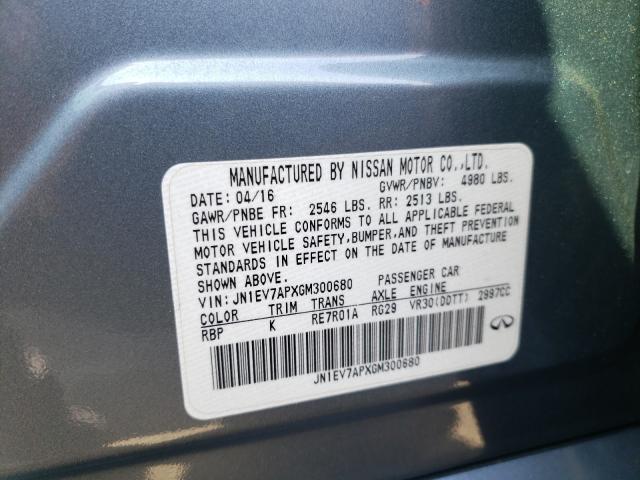 MANUFACTURED BY NISSAN MOTOR CO.,LTD.
DATE: 04/16 GVWR/PNBV: 4980 LBS.
GAWR/PNBE FR: 2546 LBS. RR: 2513 LBS.
THIS VEHICLE CONFORMS TO ALL APPLICABLE FEDERAL
MOTOR VEHICLE SAFETY,BUMPER,AND THEFT PREVENTION
STANDARDS IN EFFECT ON THE DATE OF MANUFACTURE
SHOWN ABOVE.
VIN: JN1EV7APXGM300680 PASSENGER CAR
COLOR TRIM TRANS AXLE ENGINE
RBP K RE7R01A RG29 VR30(DDTT) 2997CC
JN1EV7APXGM300680